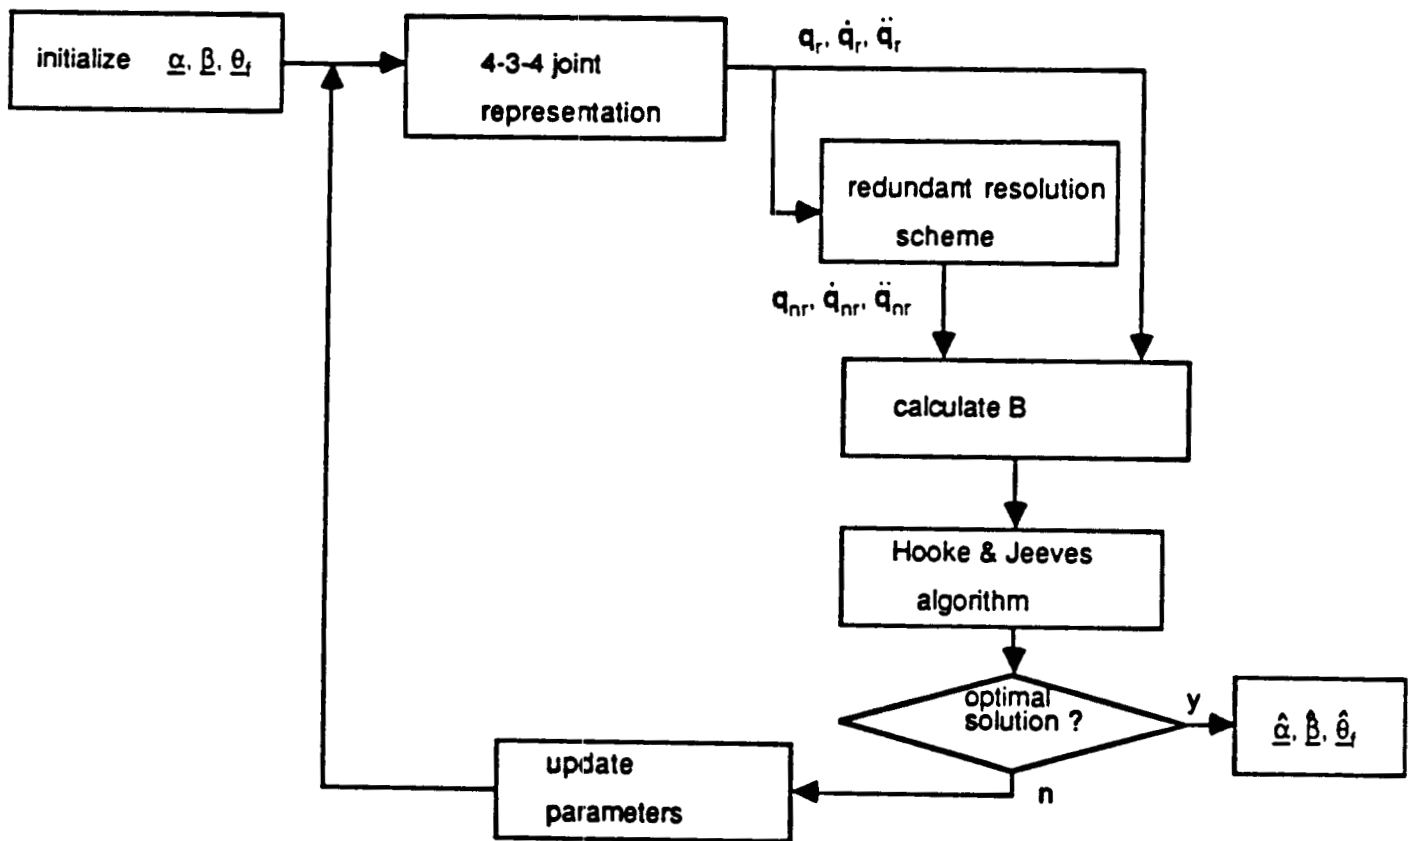 initialize α, β, θf
4-3-4 joint
representation
qr, q̇r, q̈r
redundant resolution
scheme
qnr, q̇nr, q̈nr
calculate B
Hooke & Jeeves
algorithm
optimal
solution ?
y
α̂, β̂, θ̂f
n
update
parameters